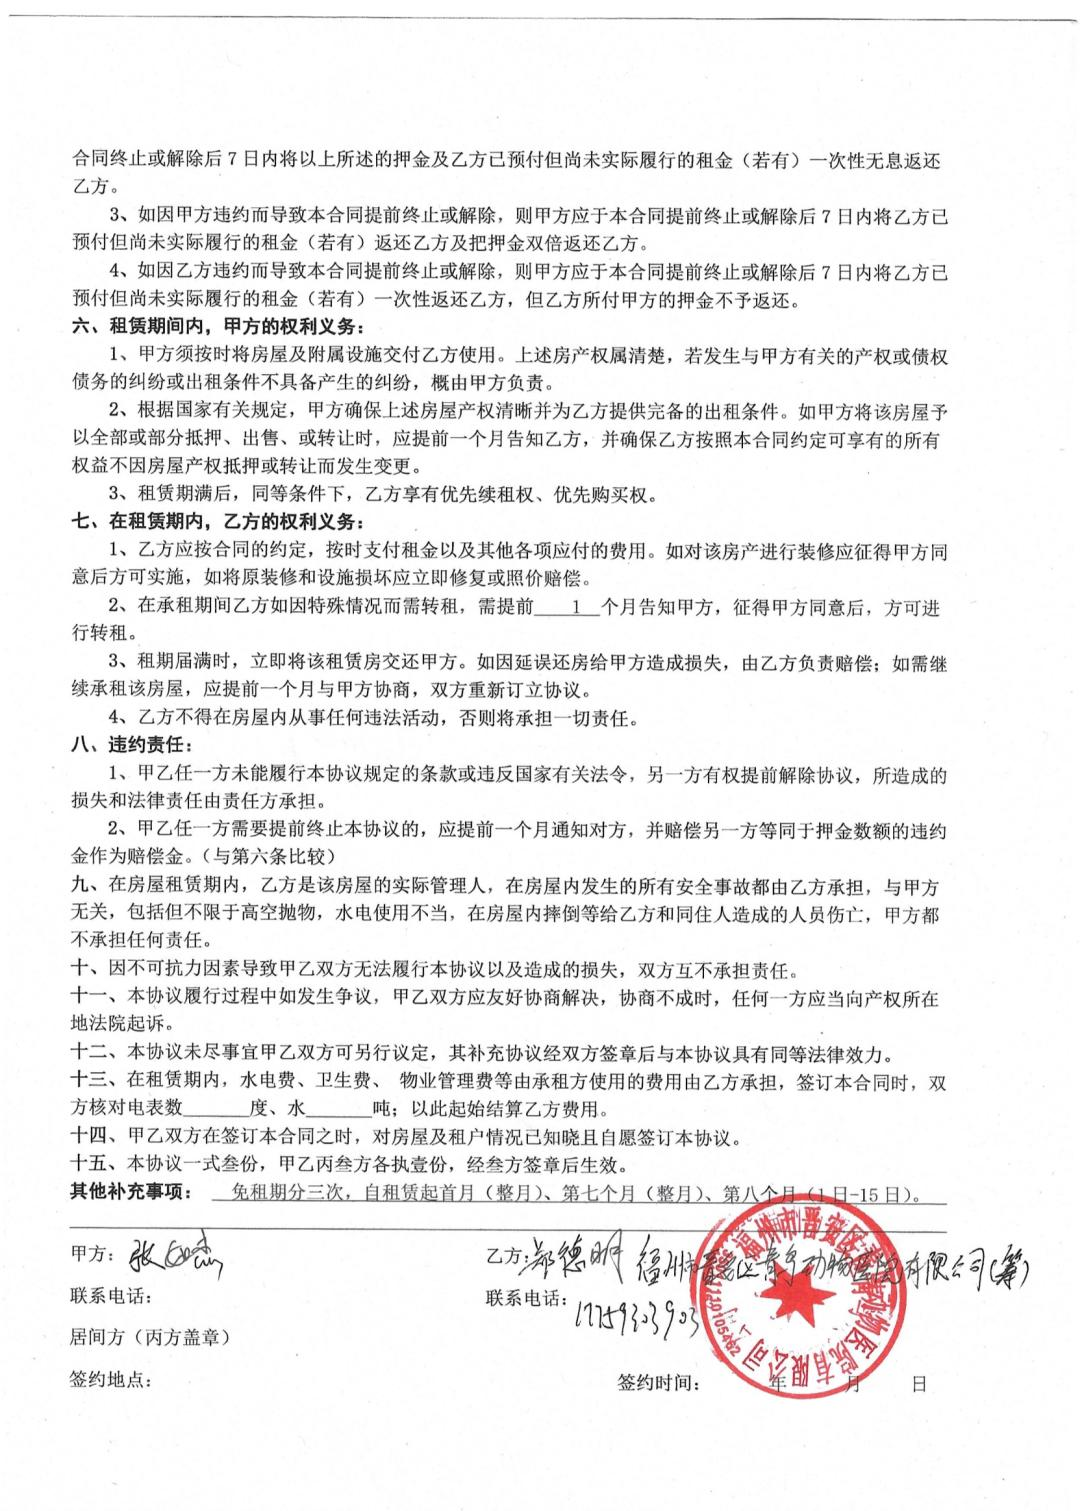 合同终止或解除后 7 日内将以上所述的押金及乙方已预付但尚未实际履行的租金（若有）一次性无息返还
乙方。
3、如因甲方违约而导致本合同提前终止或解除，则甲方应于本合同提前终止或解除后 7 日内将乙方已
预付但尚未实际履行的租金（若有）返还乙方及把押金双倍返还乙方。
4、如因乙方违约而导致本合同提前终止或解除，则甲方应于本合同提前终止或解除后 7 日内将乙方已
预付但尚未实际履行的租金（若有）一次性返还乙方，但乙方所付甲方的押金不予返还。
六、租赁期间内，甲方的权利义务：
1、甲方须按时将房屋及附属设施交付乙方使用。上述房产权属清楚，若发生与甲方有关的产权或债权
债务的纠纷或出租条件不具备产生的纠纷，概由甲方负责。
2、根据国家有关规定，甲方确保上述房屋产权清晰并为乙方提供完备的出租条件。如甲方将该房屋予
以全部或部分抵押、出售、或转让时，应提前一个月告知乙方，并确保乙方按照本合同约定可享有的所有
权益不因房屋产权抵押或转让而发生变更。
3、租赁期满后，同等条件下，乙方享有优先续租权、优先购买权。
七、在租赁期内，乙方的权利义务：
1、乙方应按合同的约定，按时支付租金以及其他各项应付的费用。如对该房产进行装修应征得甲方同
意后方可实施，如将原装修和设施损坏应立即修复或照价赔偿。
2、在承租期间乙方如因特殊情况而需转租，需提前 1 个月告知甲方，征得甲方同意后，方可进
行转租。
3、租期届满时，立即将该租赁房交还甲方。如因延误还房给甲方造成损失，由乙方负责赔偿；如需继
续承租该房屋，应提前一个月与甲方协商，双方重新订立协议。
4、乙方不得在房屋内从事任何违法活动，否则将承担一切责任。
八、违约责任：
1、甲乙任一方未能履行本协议规定的条款或违反国家有关法令，另一方有权提前解除协议，所造成的
损失和法律责任由责任方承担。
2、甲乙任一方需要提前终止本协议的，应提前一个月通知对方，并赔偿另一方等同于押金数额的违约
金作为赔偿金。（与第六条比较）
九、在房屋租赁期内，乙方是该房屋的实际管理人，在房屋内发生的所有安全事故都由乙方承担，与甲方
无关，包括但不限于高空抛物，水电使用不当，在房屋内摔倒等给乙方和同住人造成的人员伤亡，甲方都
不承担任何责任。
十、因不可抗力因素导致甲乙双方无法履行本协议以及造成的损失，双方互不承担责任。
十一、本协议履行过程中如发生争议，甲乙双方应友好协商解决，协商不成时，任何一方应当向产权所在
地法院起诉。
十二、本协议未尽事宜甲乙双方可另行议定，其补充协议经双方签章后与本协议具有同等法律效力。
十三、在租赁期内，水电费、卫生费、 物业管理费等由承租方使用的费用由乙方承担，签订本合同时，双
方核对电表数______度、水______吨；以此起始结算乙方费用。
十四、甲乙双方在签订本合同之时，对房屋及租户情况已知晓且自愿签订本协议。
十五、本协议一式叁份，甲乙丙叁方各执壹份，经叁方签章后生效。
其他补充事项： 免租期分三次，自租赁起首月（整月）、第七个月（整月）、第八个月（1 日-15 日）。
甲方：张
乙方：郑德明 福州市晋安区 动物医院有限公司(筹)
联系电话：
联系电话：17759303903
福州市晋安区 动物医院有限公司
居间方（丙方盖章）
签约地点：
签约时间： 年 月 日